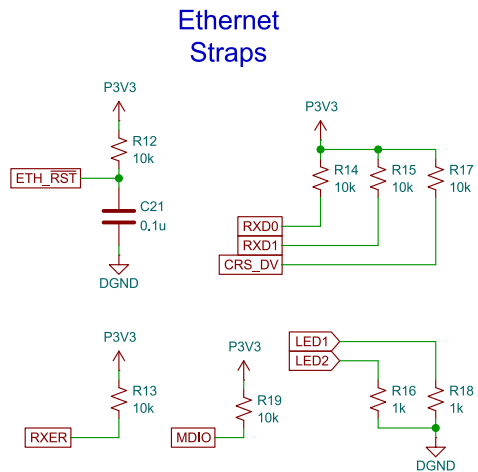 Ethernet
Straps
P3V3
R12
10k
ETH_RST
C21
0.1u
DGND
P3V3
R14
10k
R15
10k
R17
10k
RXD0
RXD1
CRS_DV
P3V3
R13
10k
RXER
P3V3
R19
10k
MDIO
LED1
LED2
R16
1k
R18
1k
DGND